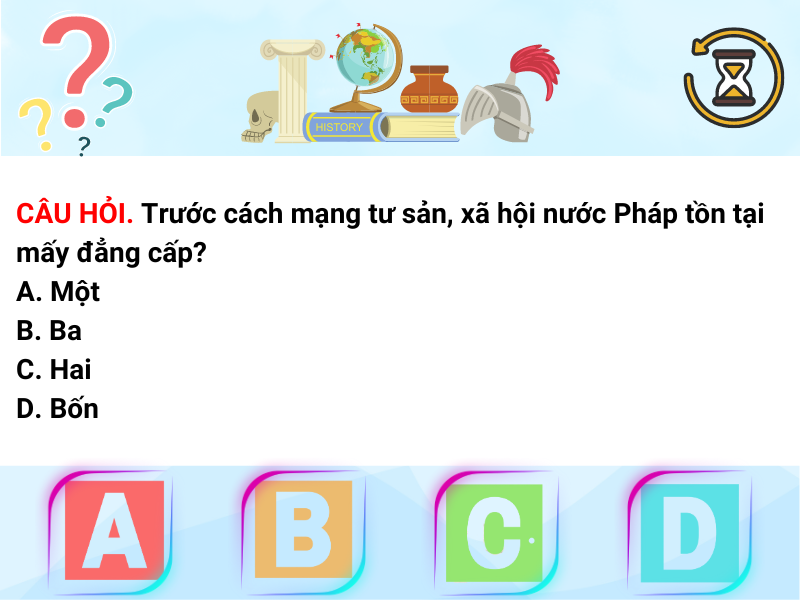 HISTORY
CÂU HỎI. Trước cách mạng tư sản, xã hội nước Pháp tồn tại
mấy đẳng cấp?
A. Một
B. Ba
C. Hai
D. Bốn
A B C D